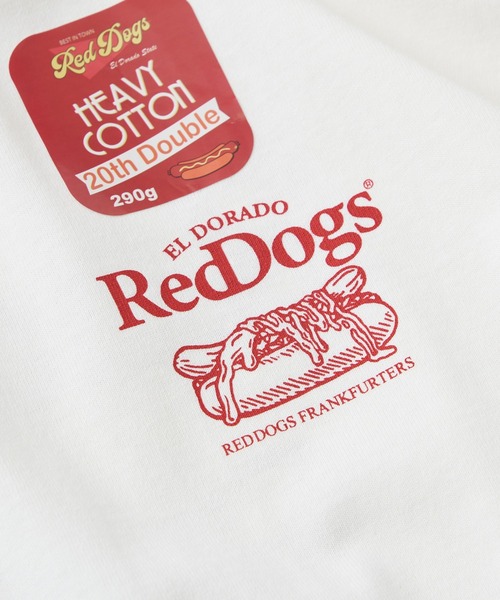 BEST IN TOWN
Red Dogs
El Dorado State
HEAVY
COTTON
20th Double
290g
EL DORADO
RedDogs®
REDDOGS FRANKFURTERS